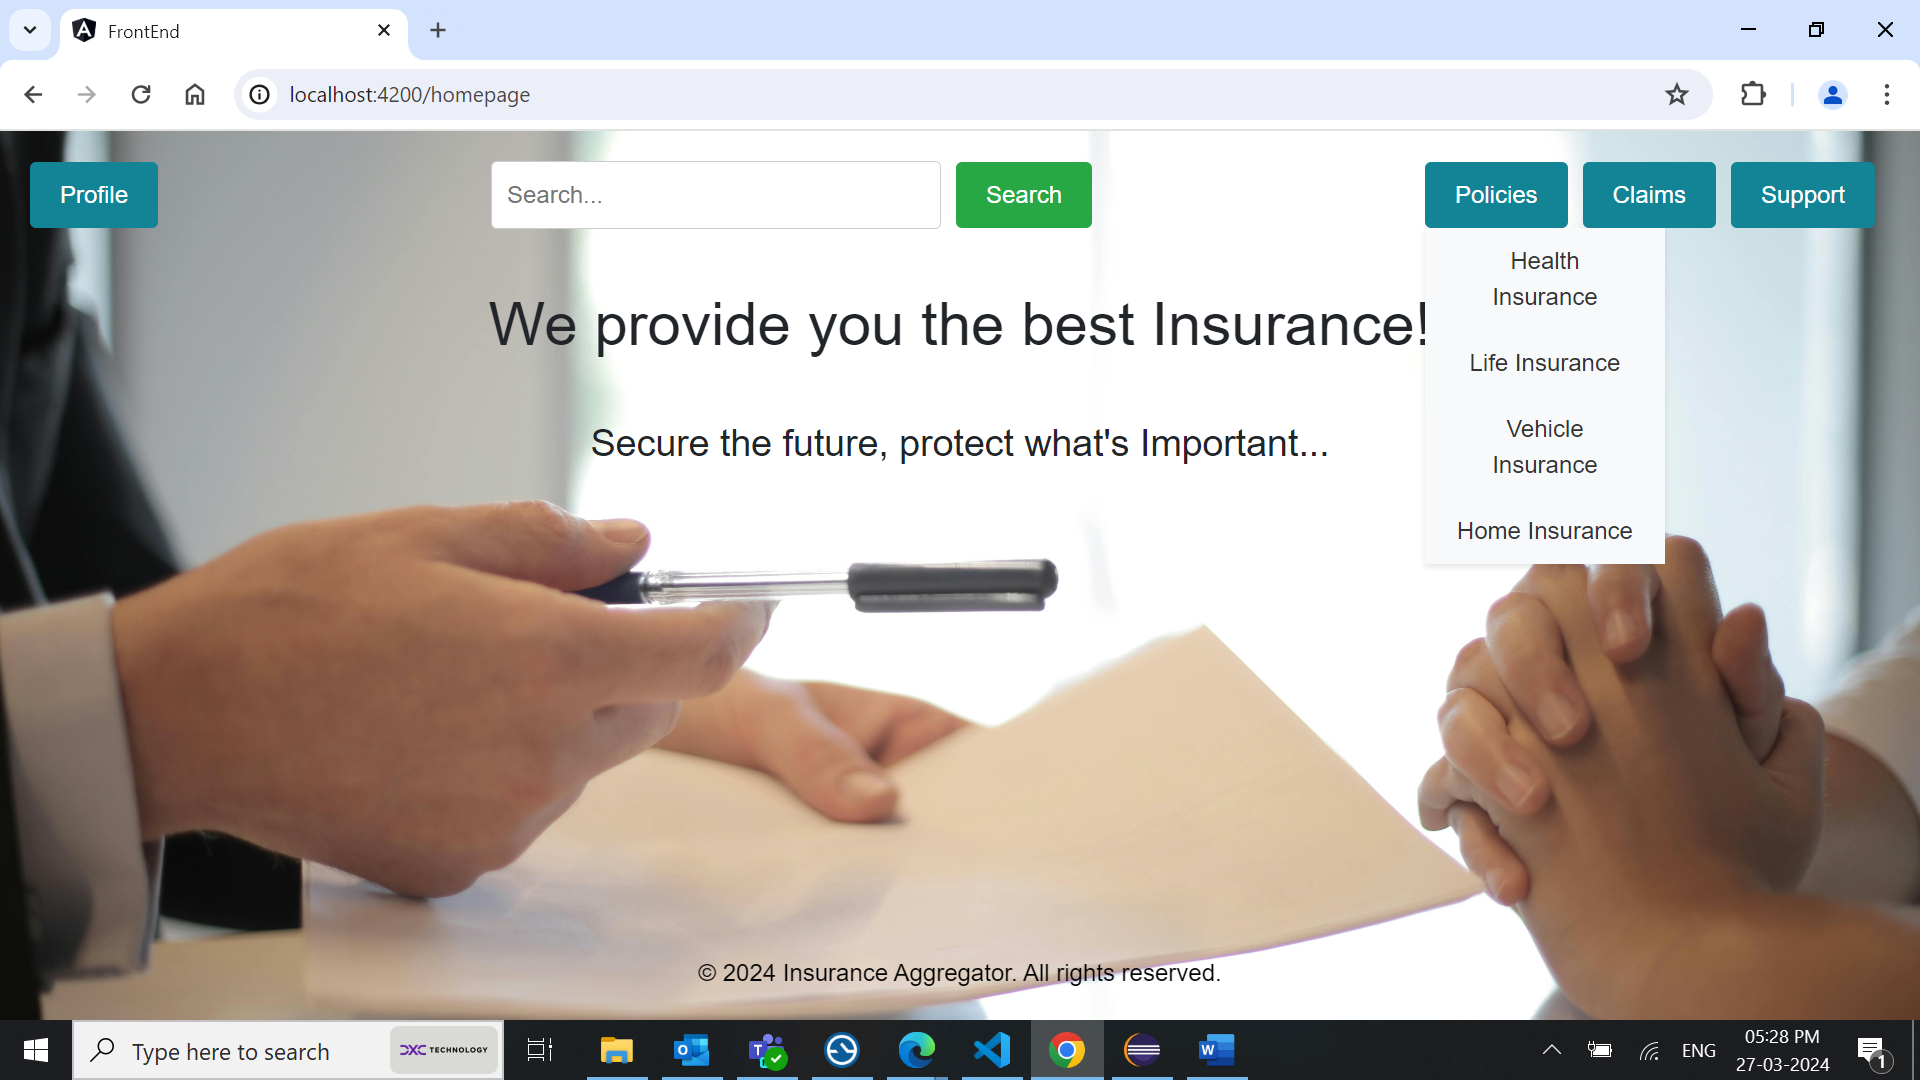 FrontEnd
localhost:4200/homepage
Profile
Search...
Search
Policies
Claims
Support
Health
Insurance
Life Insurance
Vehicle
Insurance
Home Insurance
We provide you the best Insurance!
Secure the future, protect what's Important...
© 2024 Insurance Aggregator. All rights reserved.
Type here to search
DXC TECHNOLOGY
ENG
05:28 PM
27-03-2024
1